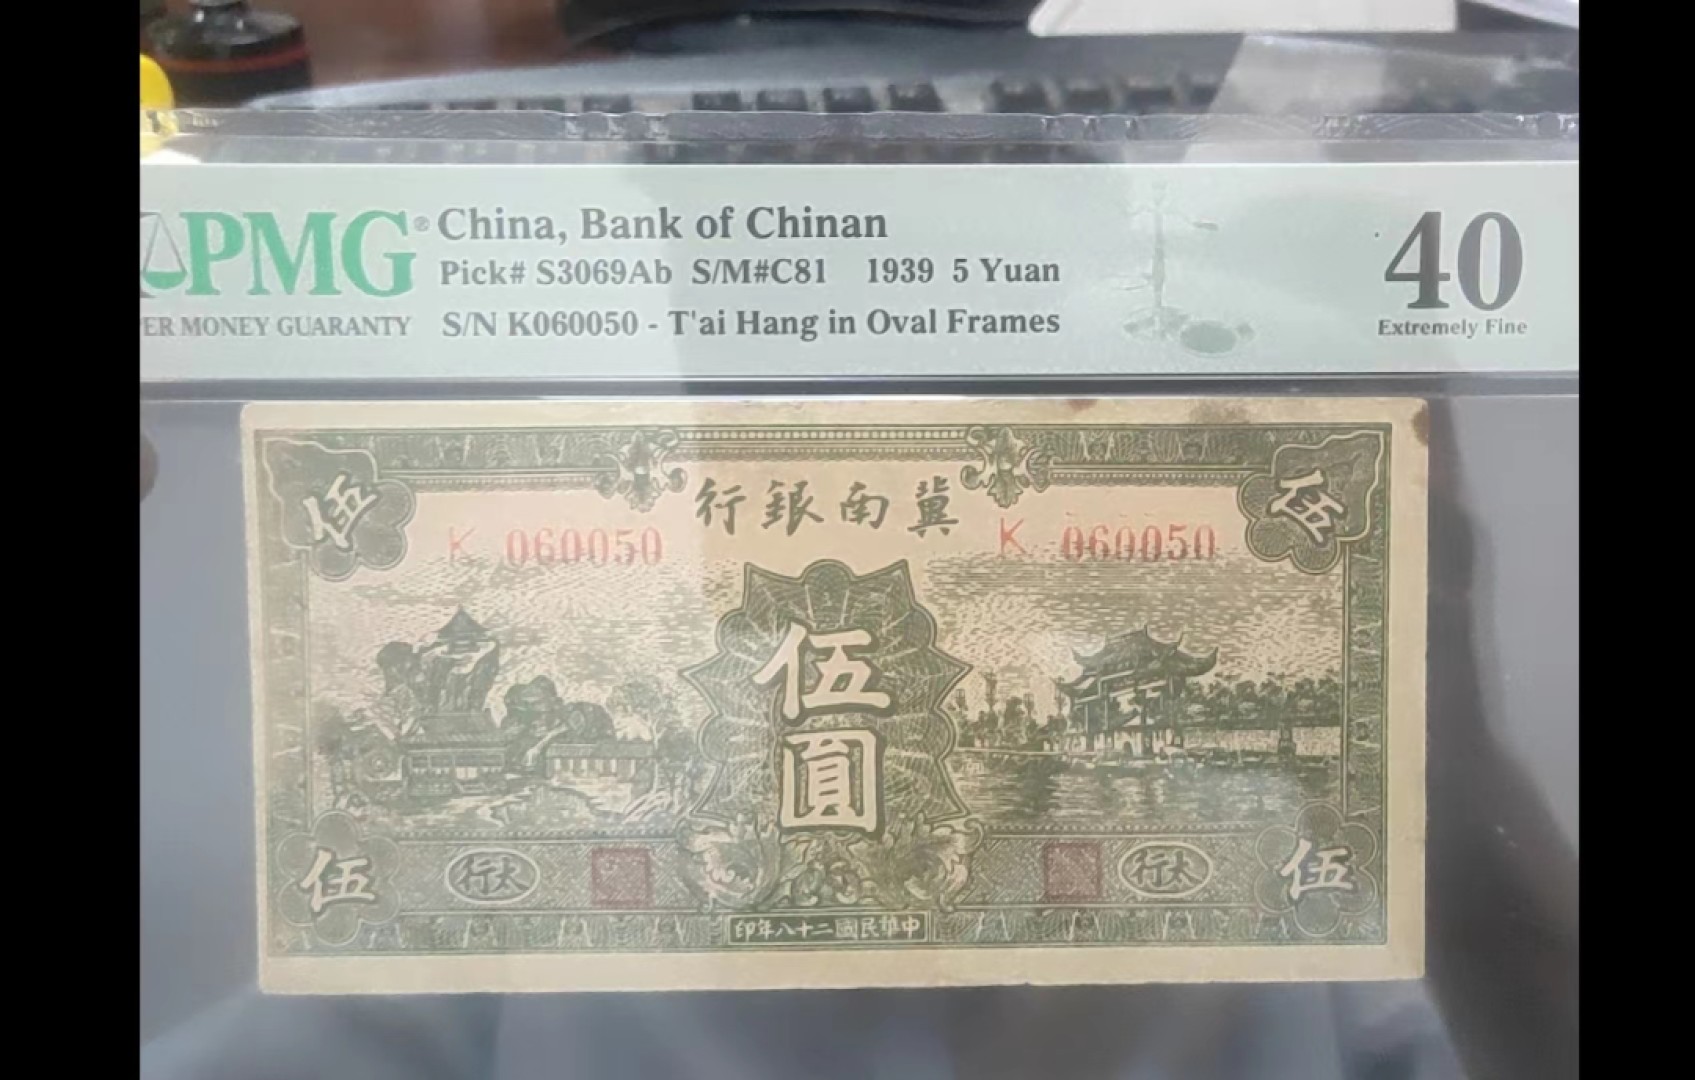 PMG® China, Bank of Chinan
Pick# S3069Ab S/M#C81 1939 5 Yuan
ER MONEY GUARANTY S/N K060050 - T'ai Hang in Oval Frames
40
Extremely Fine
冀南銀行
伍 伍
K 060050 K 060050
伍圓
伍 太行 太行 伍
中華民國二十八年印